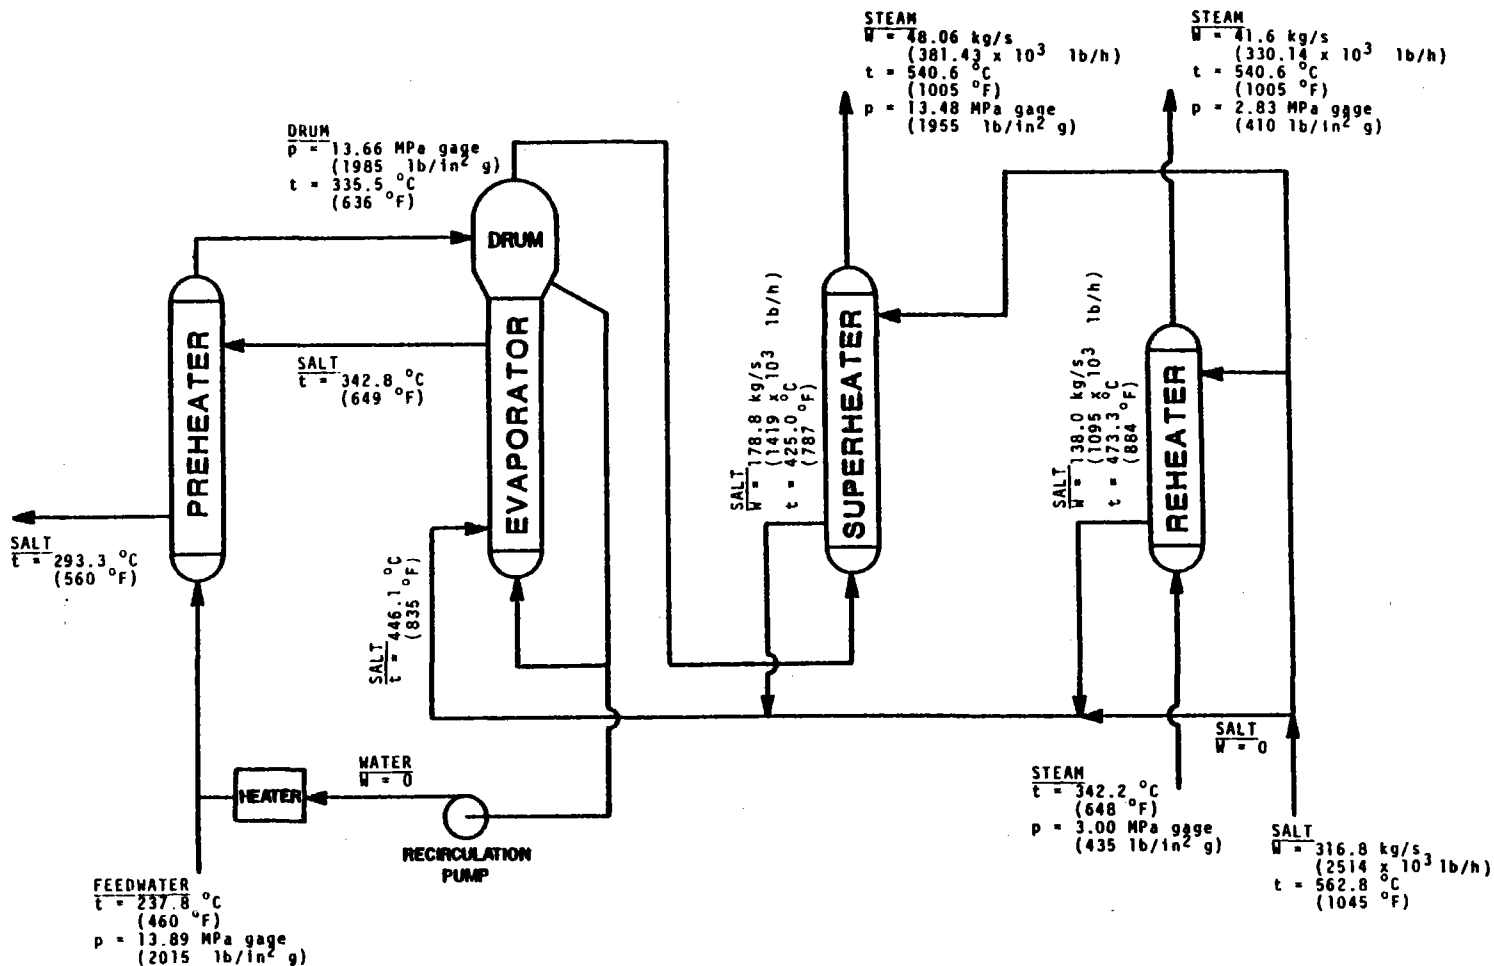 STEAM
W = 48.06 kg/s
(381.43 x 10³ lb/h)
t = 540.6 °C
(1005 °F)
p = 13.48 MPa gage
(1955 lb/in² g)
STEAM
W = 41.6 kg/s
(330.14 x 10³ lb/h)
t = 540.6 °C
(1005 °F)
p = 2.83 MPa gage
(410 lb/in² g)
DRUM
p = 13.66 MPa gage
(1985 lb/in² g)
t = 335.5 °C
(636 °F)
DRUM
PREHEATER
SALT
t = 342.8 °C
(649 °F)
EVAPORATOR
SALT
W = 178.8 kg/s
(1419 x 10³ lb/h)
t = 425.0 °C
(787 °F)
SUPERHEATER
SALT
W = 138.0 kg/s
(1095 x 10³ lb/h)
t = 473.3 °C
(884 °F)
REHEATER
SALT
t = 293.3 °C
(560 °F)
SALT
t = 446.1 °C
(835 °F)
SALT
W = 0
WATER
W = 0
HEATER
RECIRCULATION
PUMP
STEAM
t = 342.2 °C
(648 °F)
p = 3.00 MPa gage
(435 lb/in² g)
SALT
W = 316.8 kg/s
(2514 x 10³ lb/h)
t = 562.8 °C
(1045 °F)
FEEDWATER
t = 237.8 °C
(460 °F)
p = 13.89 MPa gage
(2015 lb/in² g)